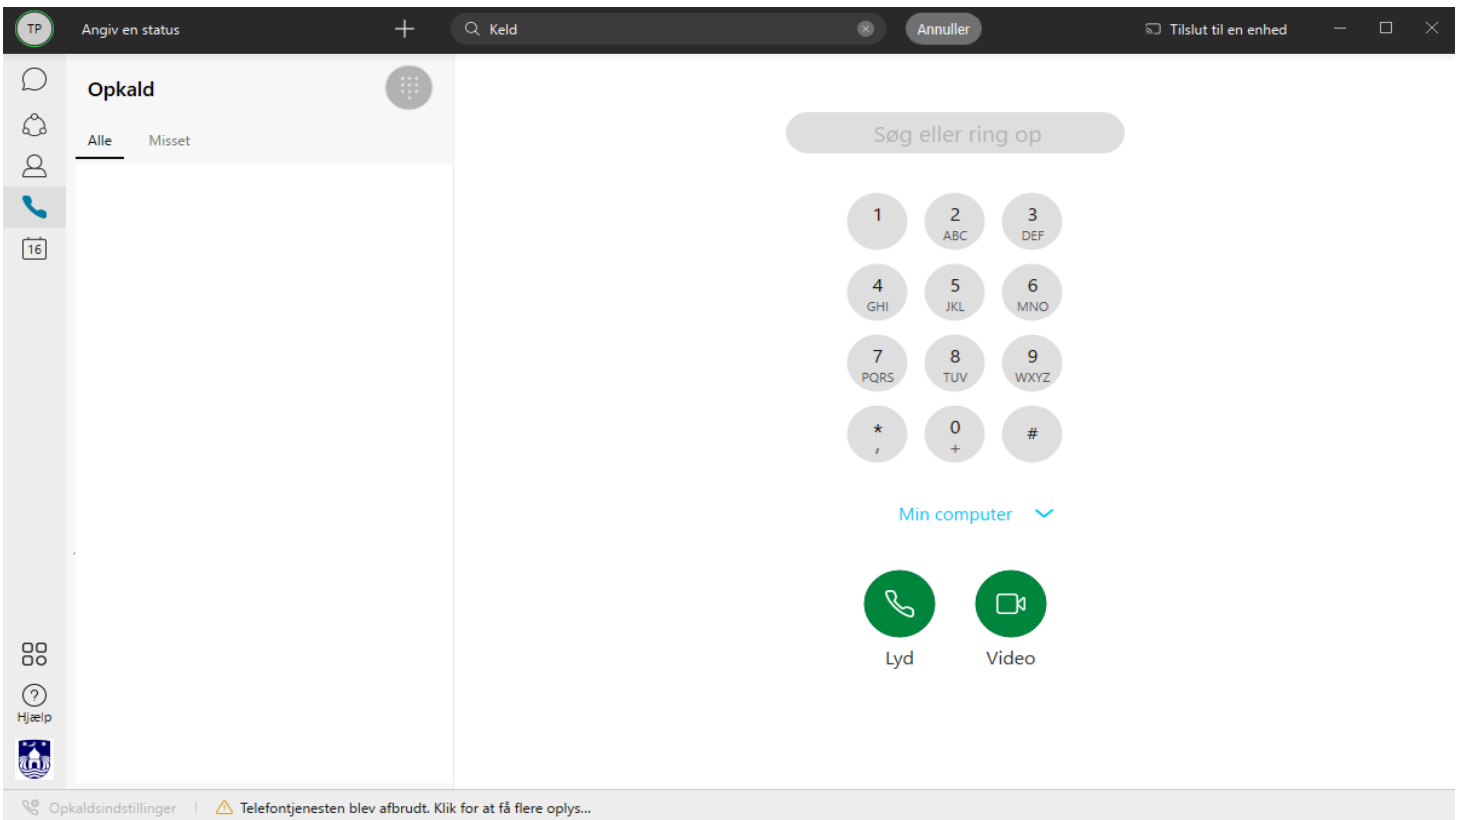 TP
Angiv en status
Keld
Annuller
Tilslut til en enhed
Opkald
Alle
Misset
Søg eller ring op
1
2
ABC
3
DEF
4
GHI
5
JKL
6
MNO
7
PQRS
8
TUV
9
WXYZ
*
,
0
+
#
Min computer
Lyd
Video
16
Hjælp
Opkaldsindstillinger
Telefontjenesten blev afbrudt. Klik for at få flere oplys...